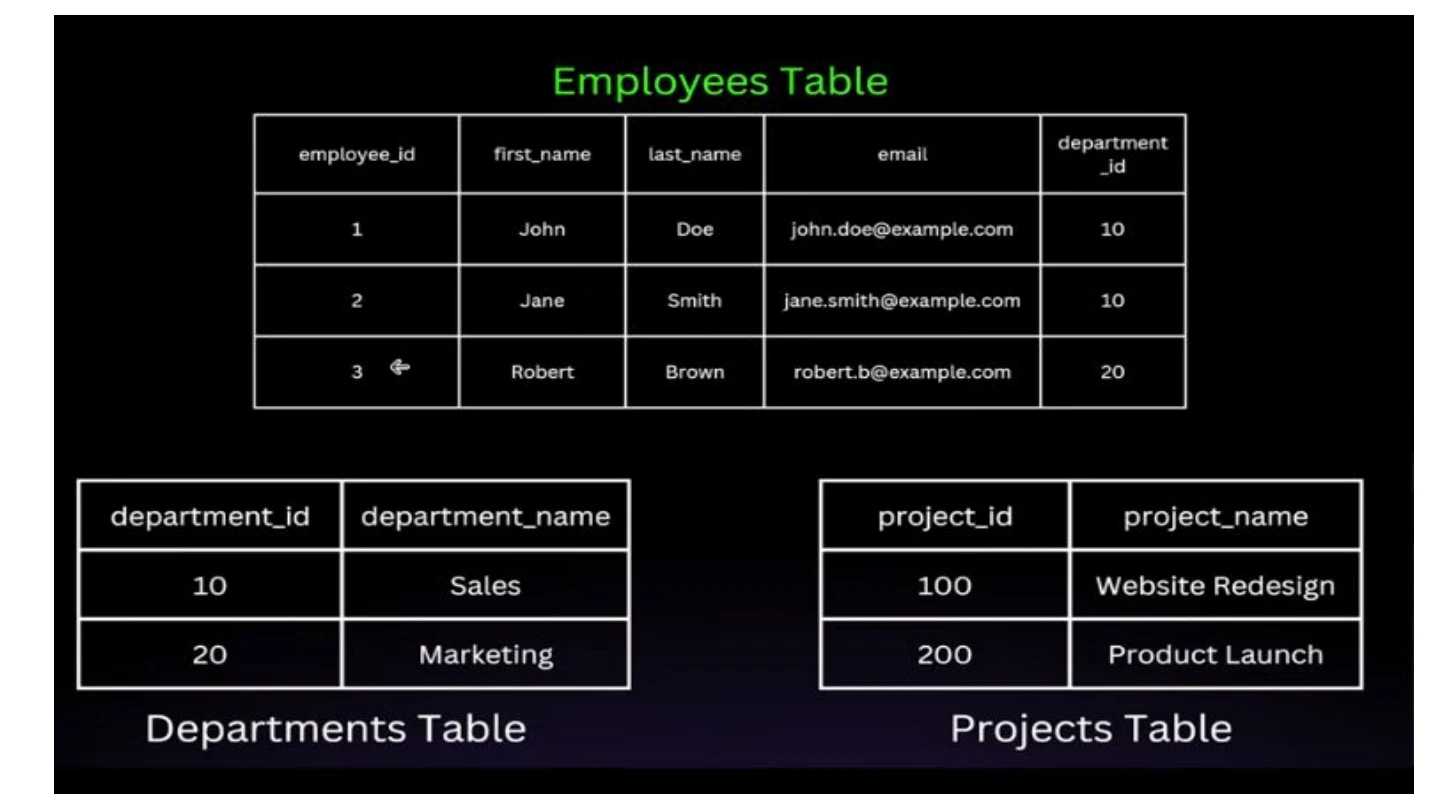 Employees Table
employee_id first_name last_name email department
_id
1 John Doe john.doe@example.com 10
2 Jane Smith jane.smith@example.com 10
3 Robert Brown robert.b@example.com 20
department_id department_name
10 Sales
20 Marketing
Departments Table
project_id project_name
100 Website Redesign
200 Product Launch
Projects Table